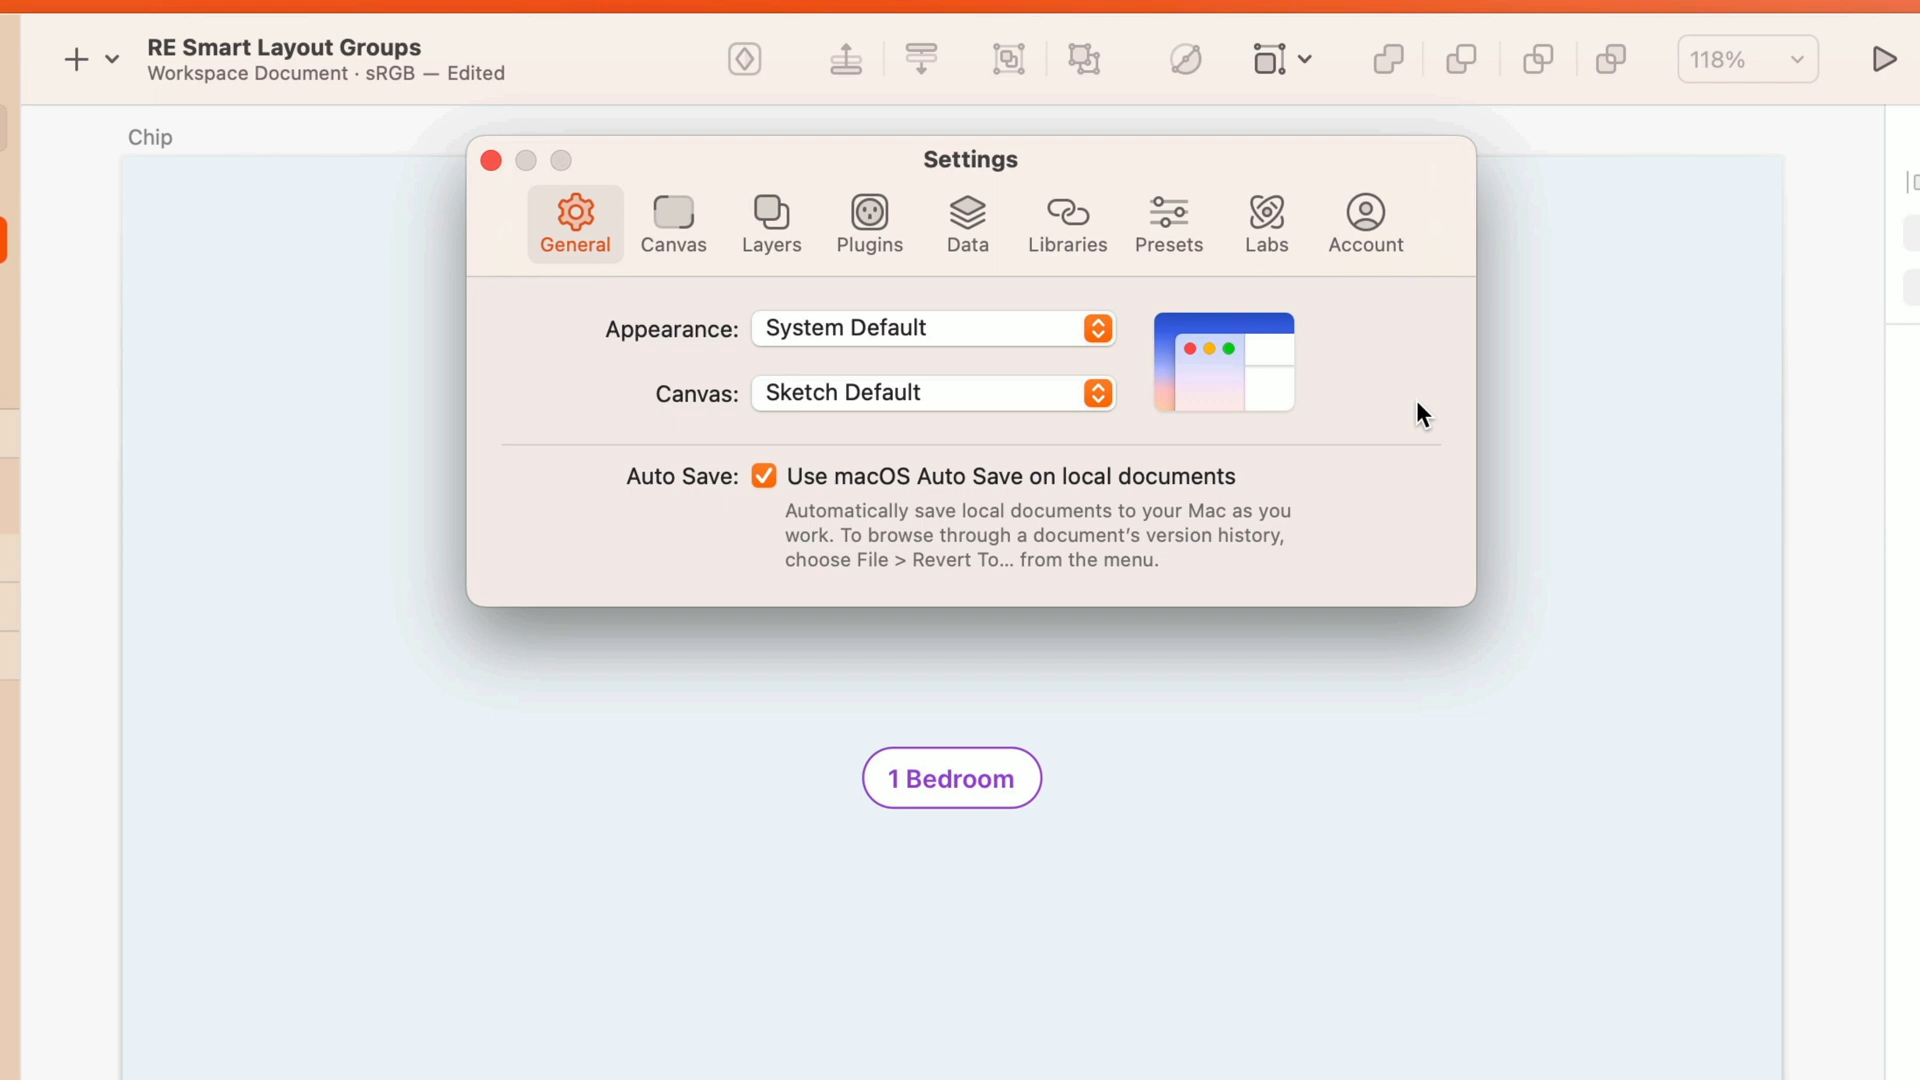 RE Smart Layout Groups
Workspace Document · sRGB — Edited
118%
Chip
Settings
General
Canvas
Layers
Plugins
Data
Libraries
Presets
Labs
Account
Appearance: System Default
Canvas: Sketch Default
Auto Save: Use macOS Auto Save on local documents
Automatically save local documents to your Mac as you
work. To browse through a document’s version history,
choose File > Revert To... from the menu.
1 Bedroom